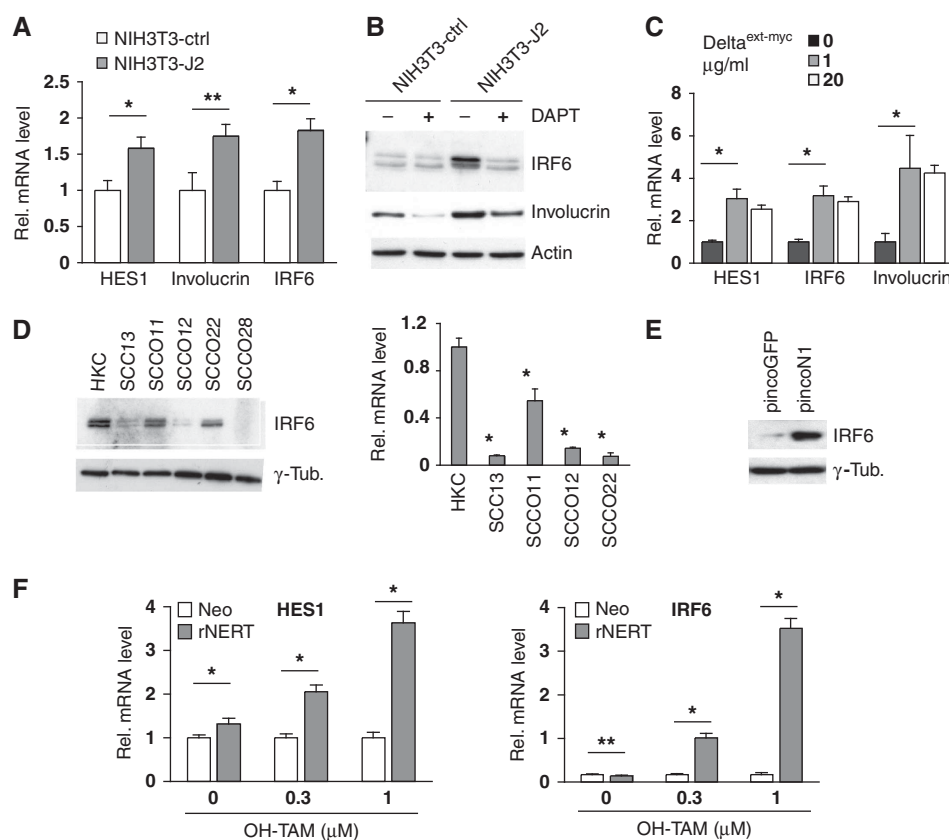 A
NIH3T3-ctrl
NIH3T3-J2
Rel. mRNA level
2.5
2
1.5
1
0.5
0
*
**
*
HES1 Involucrin IRF6
B
NIH3T3-ctrl
NIH3T3-J2
– + – + DAPT
IRF6
Involucrin
Actin
C
Delta ext-myc
μg/ml
0
1
20
Rel. mRNA level
8
6
4
2
0
*
*
*
HES1 IRF6 Involucrin
D
HKC
SCC13
SCCO11
SCCO12
SCCO22
SCCO28
IRF6
γ-Tub.
Rel. mRNA level
1.2
0.8
0.4
0
*
*
*
*
HKC
SCC13
SCCO11
SCCO12
SCCO22
E
pincoGFP
pincoN1
IRF6
γ-Tub.
F
Neo
rNERT
HES1
Rel. mRNA level
4
3
2
1
0
*
*
*
0 0.3 1
OH-TAM (μM)
Neo
rNERT
IRF6
Rel. mRNA level
4
3
2
1
0
**
*
*
0 0.3 1
OH-TAM (μM)